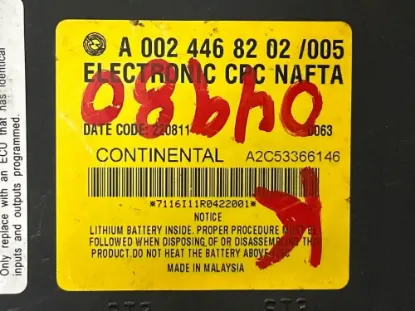 Only replace with an ECU that has identical
inputs and outputs programmed.
A 002 446 82 02 /005
ELECTRONIC CPC NAFTA
DATE CODE: 220811
0063
CONTINENTAL A2C53366146
*7116I11R0422001*
NOTICE
LITHIUM BATTERY INSIDE. PROPER PROCEDURE MUST BE
FOLLOWED WHEN DISPOSING OF OR DISASSEMBLING THE
PRODUCT. DO NOT HEAT THE BATTERY ABOVE
MADE IN MALAYSIA